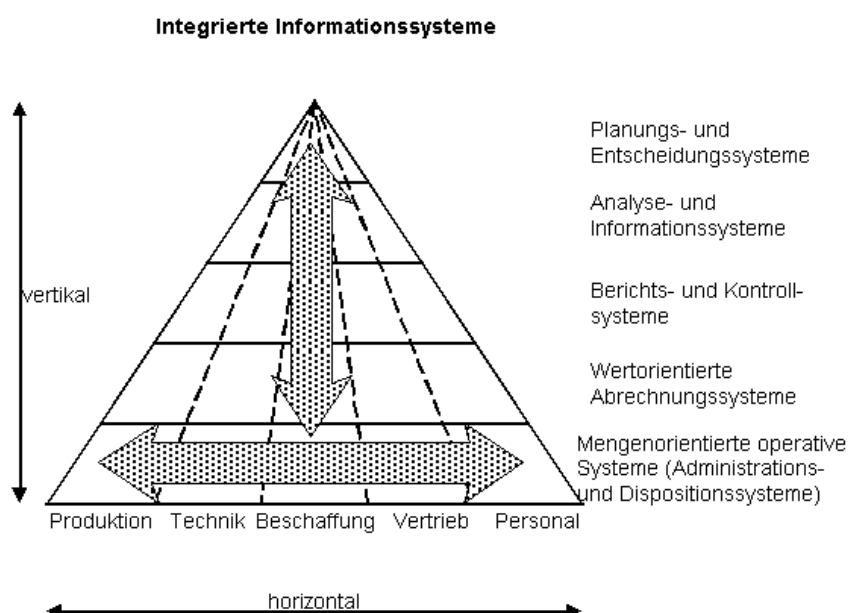 Integrierte Informationssysteme
Planungs- und
Entscheidungssysteme
Analyse- und
Informationssysteme
vertikal
Berichts- und Kontroll-
systeme
Wertorientierte
Abrechnungssysteme
Mengenorientierte operative
Systeme (Administrations-
und Dispositionssysteme)
Produktion Technik Beschaffung Vertrieb Personal
horizontal